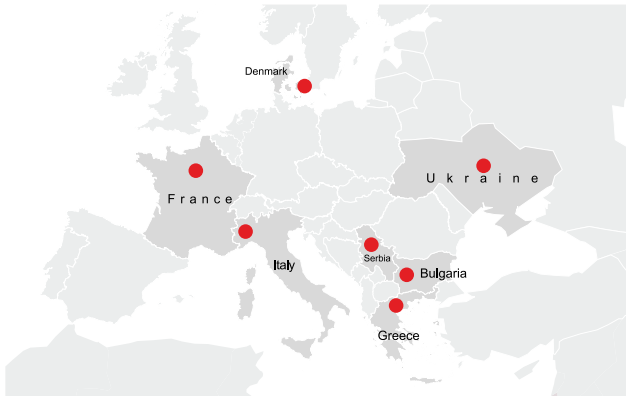 Denmark
Ukraine
France
Serbia
Italy
Bulgaria
Greece